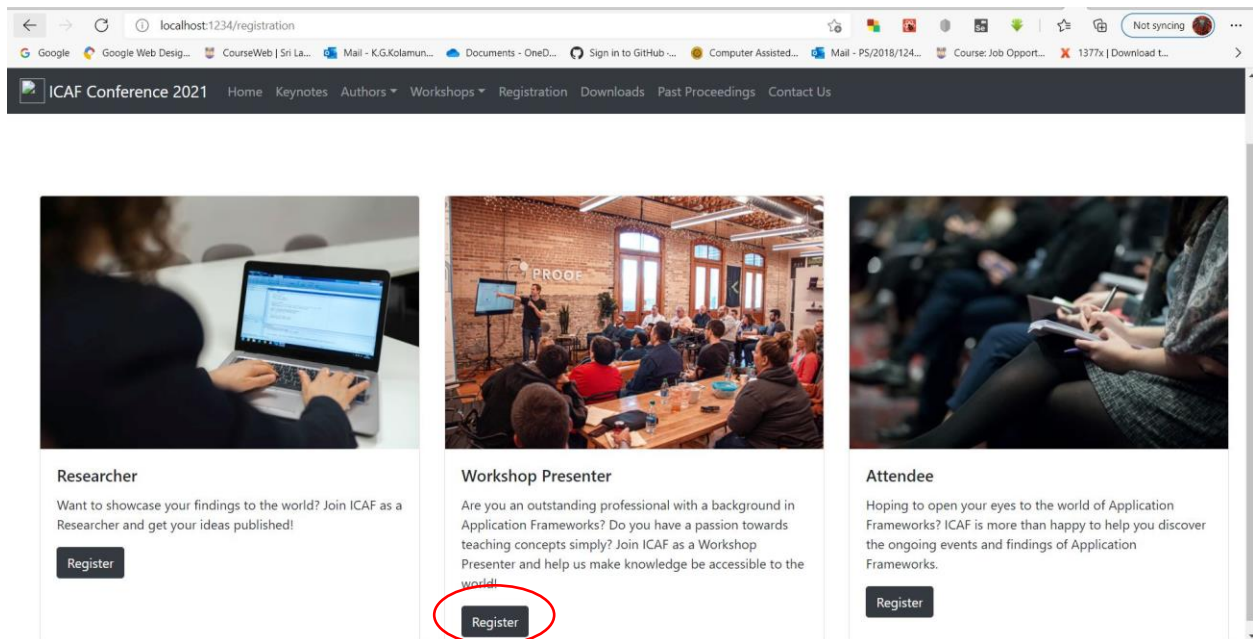 localhost:1234/registration
Not syncing
Google
Google Web Desig...
CourseWeb | Sri La...
Mail - K.G.Kolamun...
Documents - OneD...
Sign in to GitHub ·...
Computer Assisted...
Mail - PS/2018/124...
Course: Job Opport...
1377x | Download t...
ICAF Conference 2021 Home Keynotes Authors Workshops Registration Downloads Past Proceedings Contact Us
PROOF
Researcher
Want to showcase your findings to the world? Join ICAF as a
Researcher and get your ideas published!
Register
Workshop Presenter
Are you an outstanding professional with a background in
Application Frameworks? Do you have a passion towards
teaching concepts simply? Join ICAF as a Workshop
Presenter and help us make knowledge be accessible to the
world!
Register
Attendee
Hoping to open your eyes to the world of Application
Frameworks? ICAF is more than happy to help you discover
the ongoing events and findings of Application
Frameworks.
Register